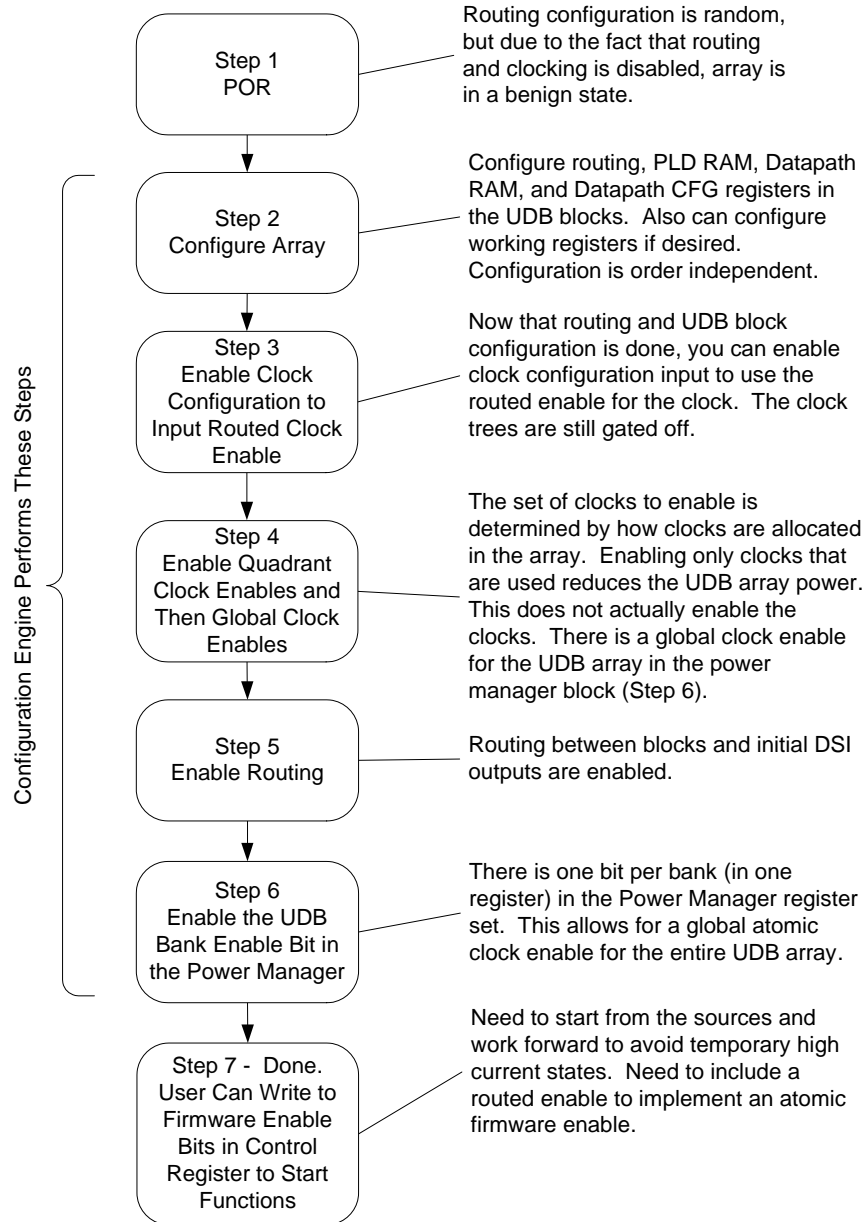 Step 1
POR
Routing configuration is random,
but due to the fact that routing
and clocking is disabled, array is
in a benign state.
Configuration Engine Performs These Steps
Step 2
Configure Array
Configure routing, PLD RAM, Datapath
RAM, and Datapath CFG registers in
the UDB blocks.  Also can configure
working registers if desired.
Configuration is order independent.
Step 3
Enable Clock
Configuration to
Input Routed Clock
Enable
Now that routing and UDB block
configuration is done, you can enable
clock configuration input to use the
routed enable for the clock.  The clock
trees are still gated off.
Step 4
Enable Quadrant
Clock Enables and
Then Global Clock
Enables
The set of clocks to enable is
determined by how clocks are allocated
in the array.  Enabling only clocks that
are used reduces the UDB array power.
This does not actually enable the
clocks.  There is a global clock enable
for the UDB array in the power
manager block (Step 6).
Step 5
Enable Routing
Routing between blocks and initial DSI
outputs are enabled.
Step 6
Enable the UDB
Bank Enable Bit in
the Power Manager
There is one bit per bank (in one
register) in the Power Manager register
set.  This allows for a global atomic
clock enable for the entire UDB array.
Step 7 -  Done.
User Can Write to
Firmware Enable
Bits in Control
Register to Start
Functions
Need to start from the sources and
work forward to avoid temporary high
current states.  Need to include a
routed enable to implement an atomic
firmware enable.